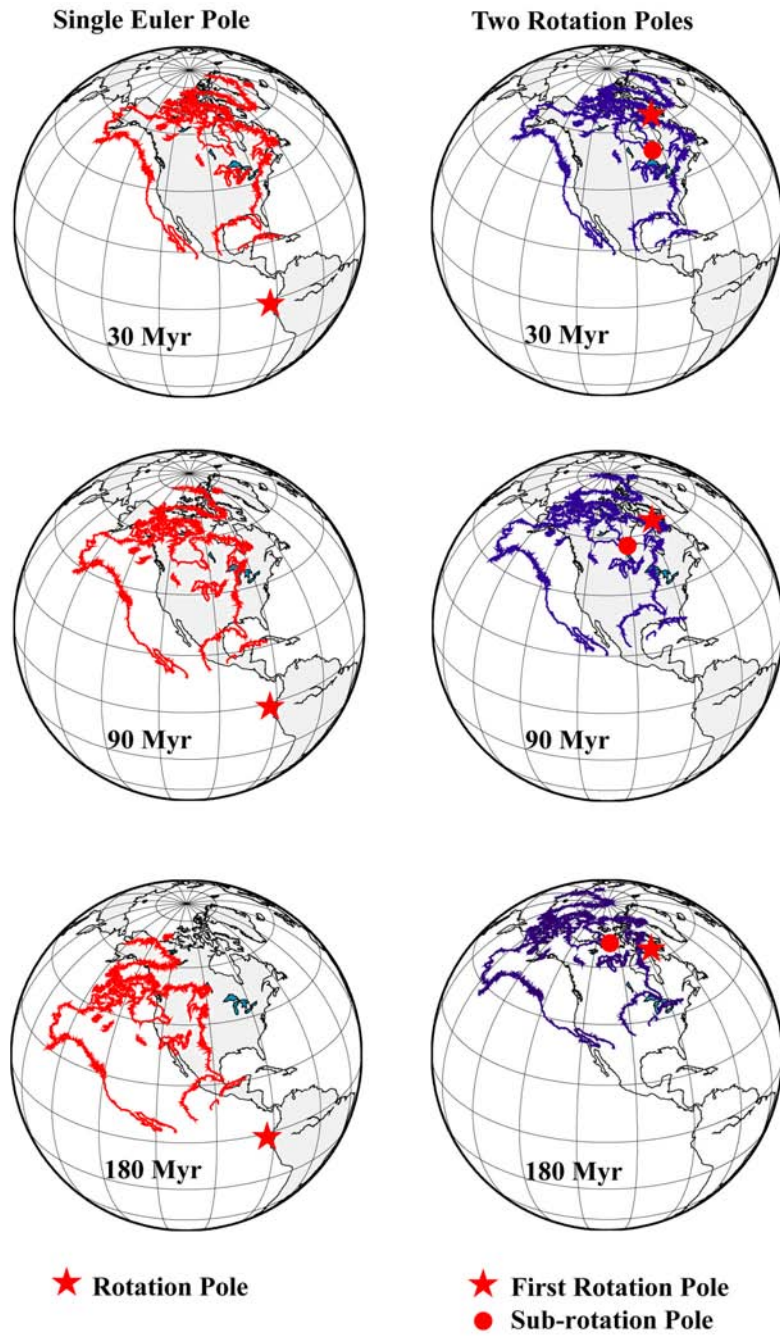 Single Euler Pole
Two Rotation Poles
30 Myr
30 Myr
90 Myr
90 Myr
180 Myr
180 Myr
Rotation Pole
First Rotation Pole
Sub-rotation Pole